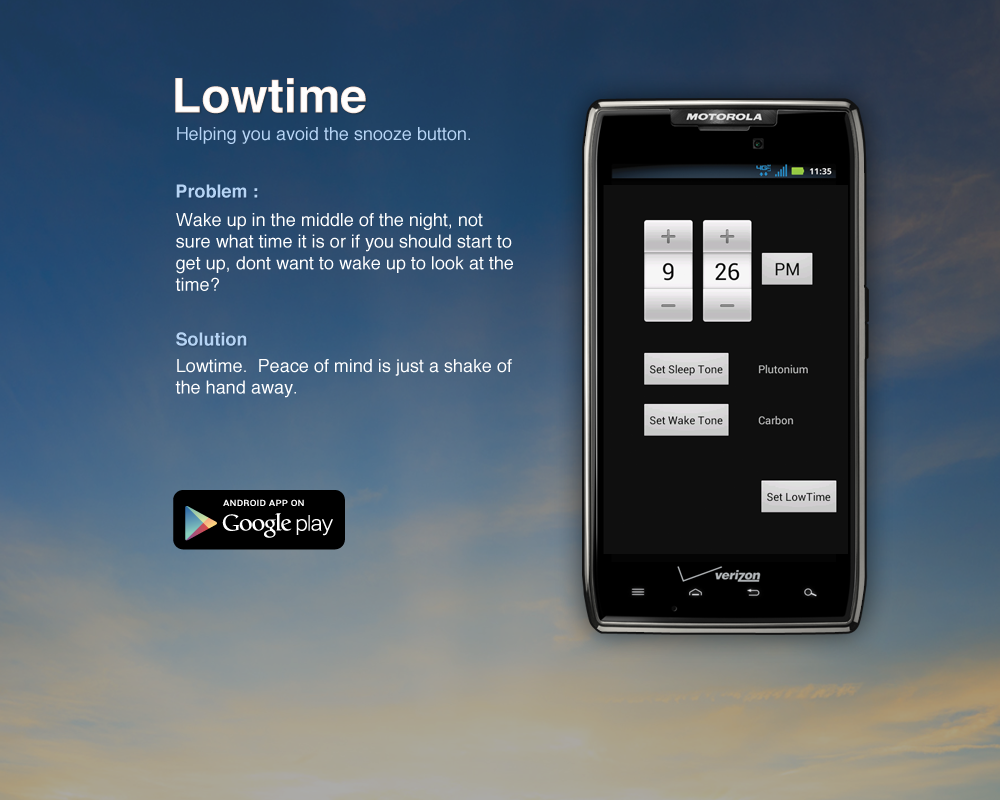 Lowtime
Helping you avoid the snooze button.
Problem :
Wake up in the middle of the night, not
sure what time it is or if you should start to
get up, dont want to wake up to look at the
time?
Solution
Lowtime.  Peace of mind is just a shake of
the hand away.
ANDROID APP ON
Google play
MOTOROLA
4G 11:35
+ +
9 26 PM
− −
Set Sleep Tone Plutonium
Set Wake Tone Carbon
Set LowTime
verizon